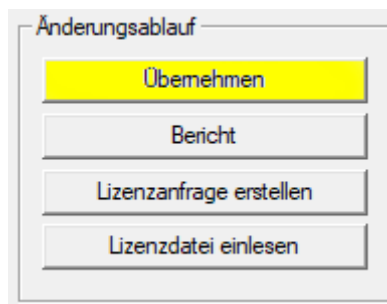 Änderungsablauf
Übernehmen
Bericht
Lizenzanfrage erstellen
Lizenzdatei einlesen